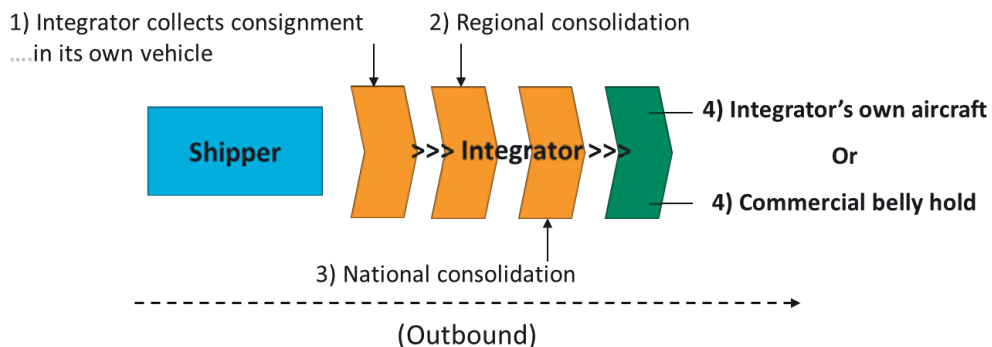 1) Integrator collects consignment
....in its own vehicle
2) Regional consolidation
Shipper
>>> Integrator >>>
4) Integrator's own aircraft
Or
4) Commercial belly hold
3) National consolidation
(Outbound)